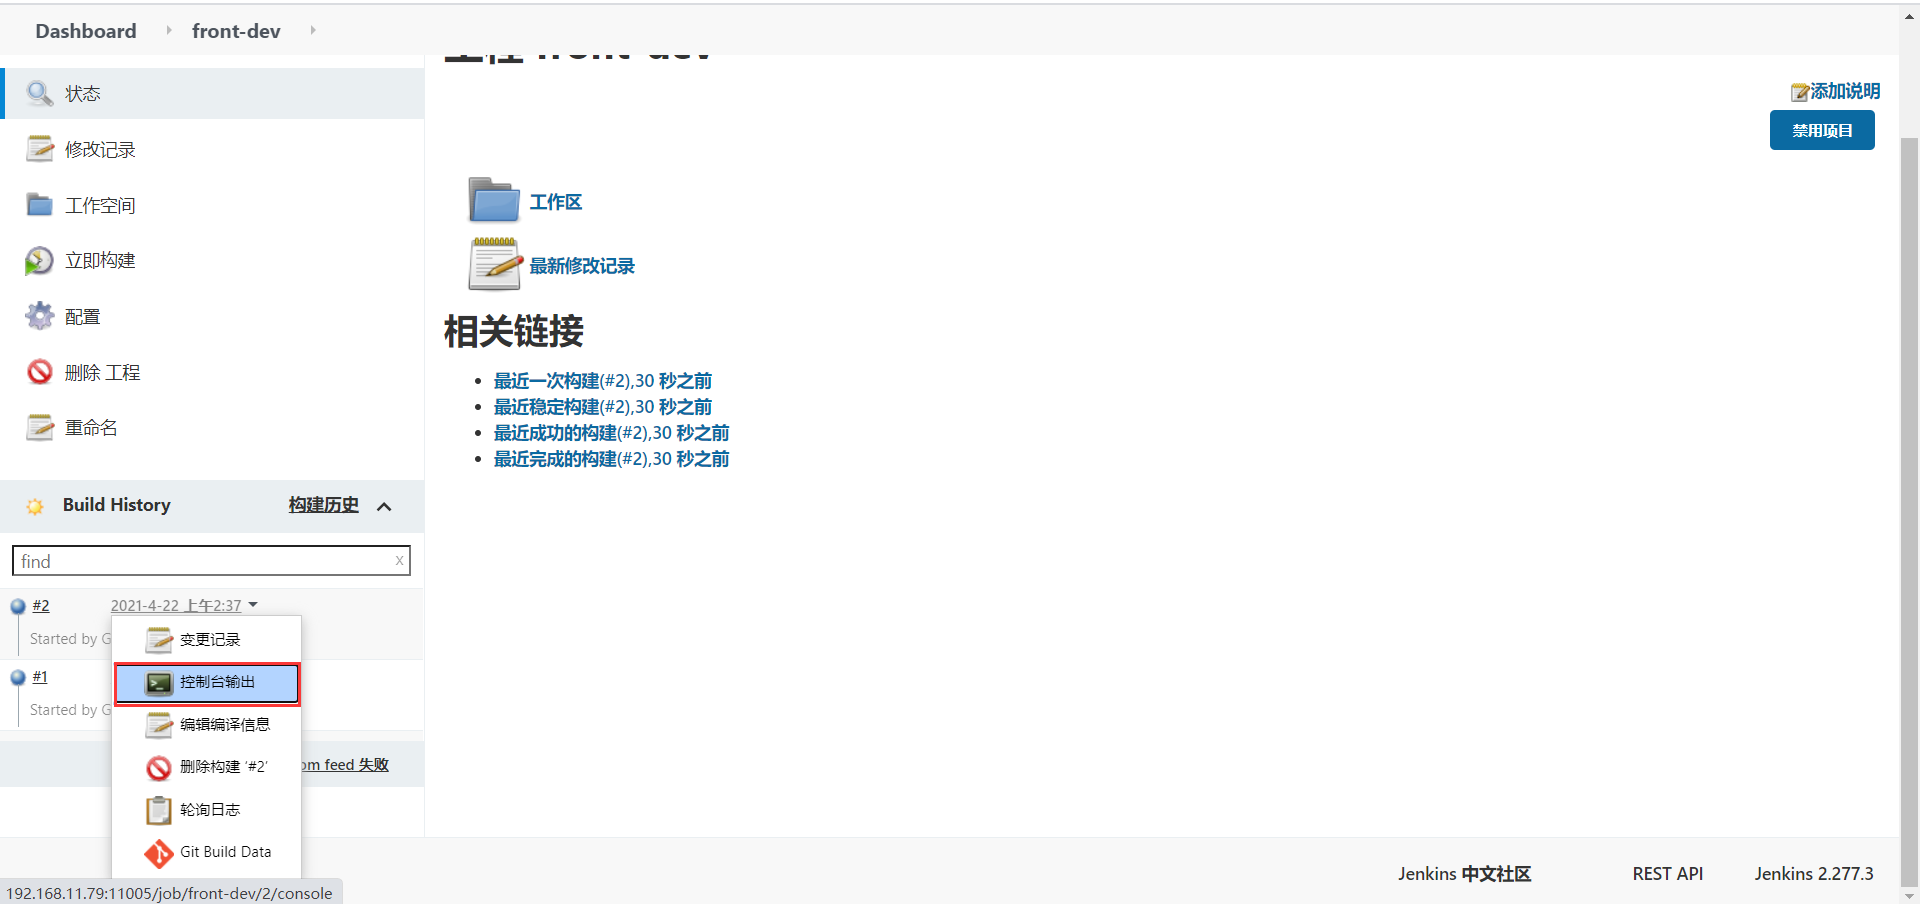 Dashboard
front-dev
工程 front-dev
状态
修改记录
工作空间
立即构建
配置
删除 工程
重命名
添加说明
禁用项目
工作区
最新修改记录
相关链接
最近一次构建(#2),30 秒之前
最近稳定构建(#2),30 秒之前
最近成功的构建(#2),30 秒之前
最近完成的构建(#2),30 秒之前
Build History
构建历史
find
x
#2
2021-4-22 上午2:37
Started by G
#1
Started by G
变更记录
控制台输出
编辑编译信息
删除构建 ‘#2’
轮询日志
Git Build Data
om feed 失败
Jenkins 中文社区
REST API
Jenkins 2.277.3
192.168.11.79:11005/job/front-dev/2/console